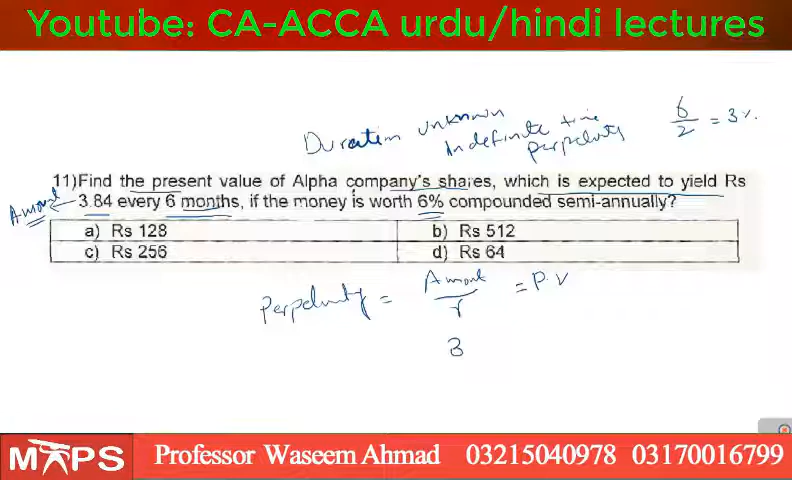 Youtube: CA-ACCA urdu/hindi lectures
Duration unknown
Indefinite time
perpetuity
6/2 = 3%
11)Find the present value of Alpha company's shares, which is expected to yield Rs
Amount
3.84 every 6 months, if the money is worth 6% compounded semi-annually?
a) Rs 128
b) Rs 512
c) Rs 256
d) Rs 64
Perpetuity = Amount/r = P.V
3
MAPS Professor Waseem Ahmad 03215040978 03170016799